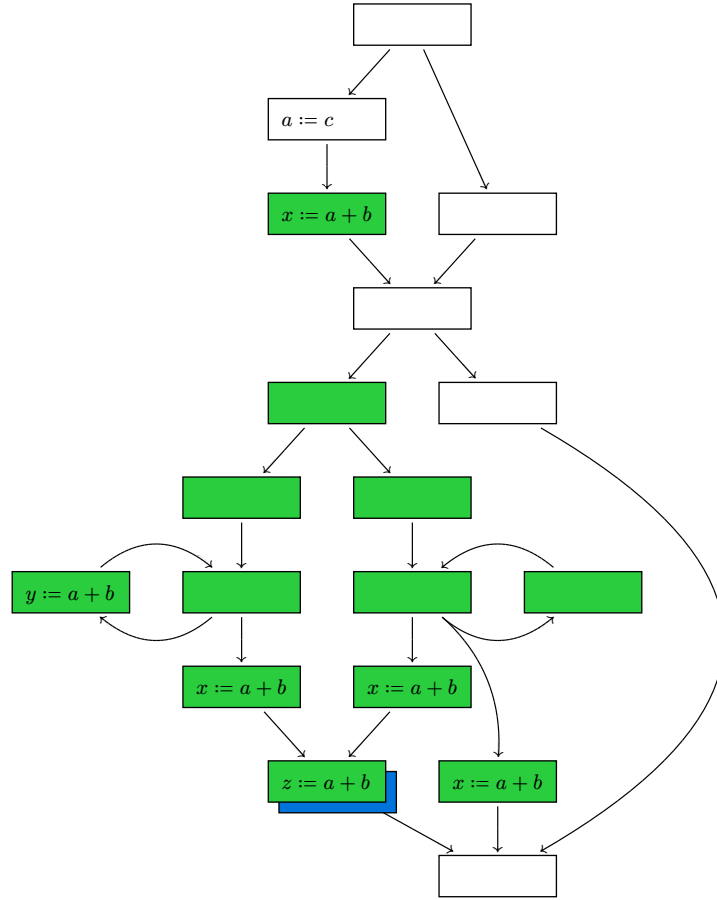 a := c
x := a + b
y := a + b
x := a + b
x := a + b
z := a + b
x := a + b